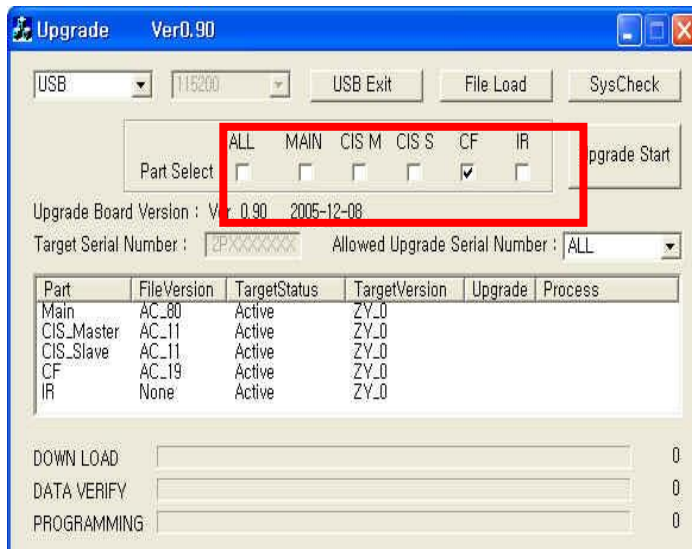 Upgrade Ver0.90
USB 115200 USB Exit File Load SysCheck
ALL MAIN CIS M CIS S CF IR
Part Select
pgrade Start
Upgrade Board Version : Ver 0.90 2005-12-08
Target Serial Number : 2PXXXXXXX Allowed Upgrade Serial Number : ALL
Part FileVersion TargetStatus TargetVersion Upgrade Process
Main AC_80 Active ZY_0
CIS_Master AC_11 Active ZY_0
CIS_Slave AC_11 Active ZY_0
CF AC_19 Active ZY_0
IR None Active ZY_0
DOWN LOAD 0
DATA VERIFY 0
PROGRAMMING 0